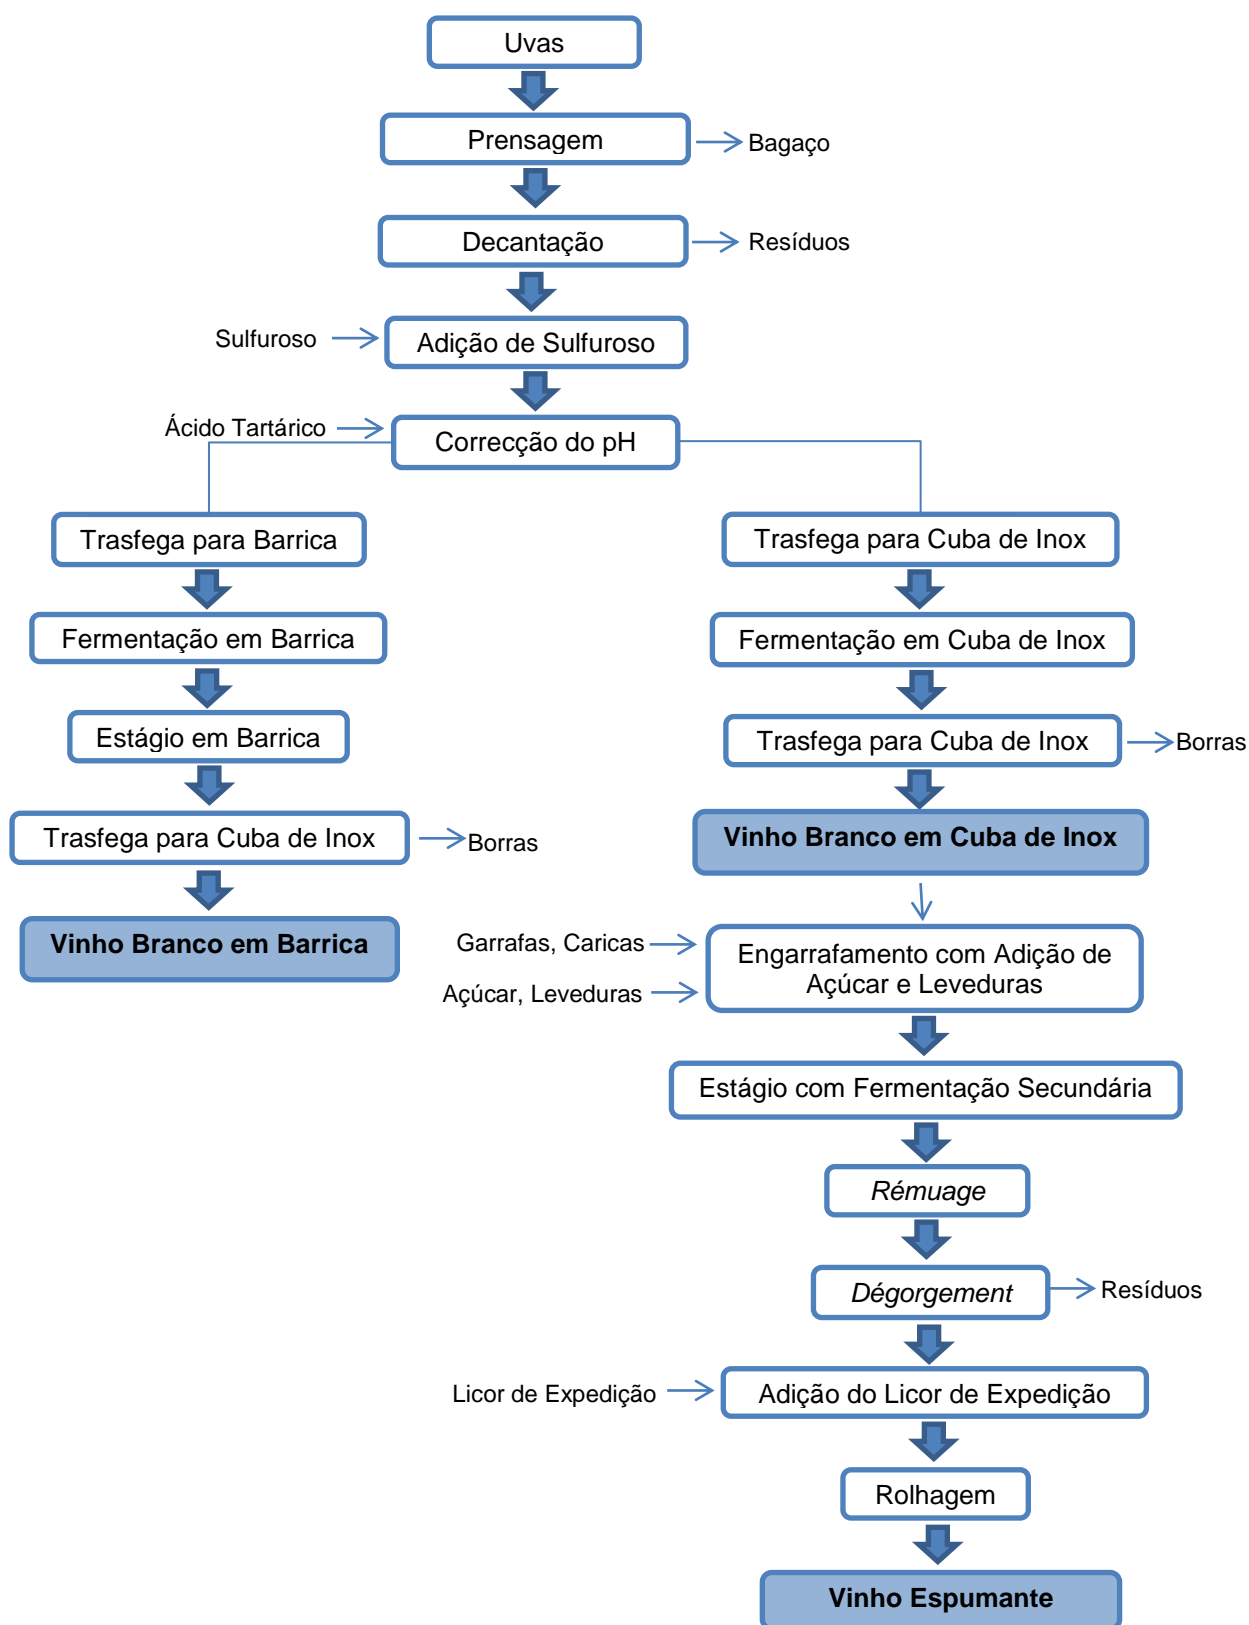 Uvas
Prensagem
Bagaço
Decantação
Resíduos
Sulfuroso
Adição de Sulfuroso
Ácido Tartárico
Correcção do pH
Trasfega para Barrica
Trasfega para Cuba de Inox
Fermentação em Barrica
Fermentação em Cuba de Inox
Estágio em Barrica
Trasfega para Cuba de Inox
Borras
Trasfega para Cuba de Inox
Borras
Vinho Branco em Cuba de Inox
Vinho Branco em Barrica
Garrafas, Caricas
Açúcar, Leveduras
Engarrafamento com Adição de
Açúcar e Leveduras
Estágio com Fermentação Secundária
Rémuage
Dégorgement
Resíduos
Licor de Expedição
Adição do Licor de Expedição
Rolhagem
Vinho Espumante